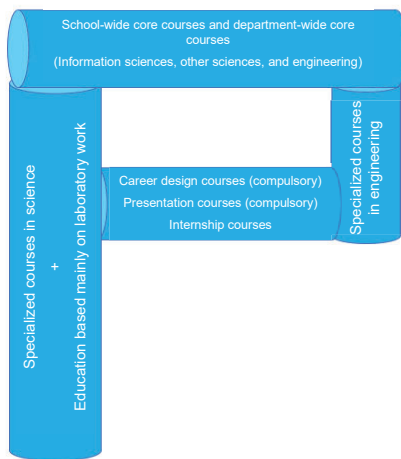 School-wide core courses and department-wide core
courses
(Information sciences, other sciences, and engineering)
Specialized courses in science
+
Education based mainly on laboratory work
Career design courses (compulsory)
Presentation courses (compulsory)
Internship courses
Specialized courses
in engineering